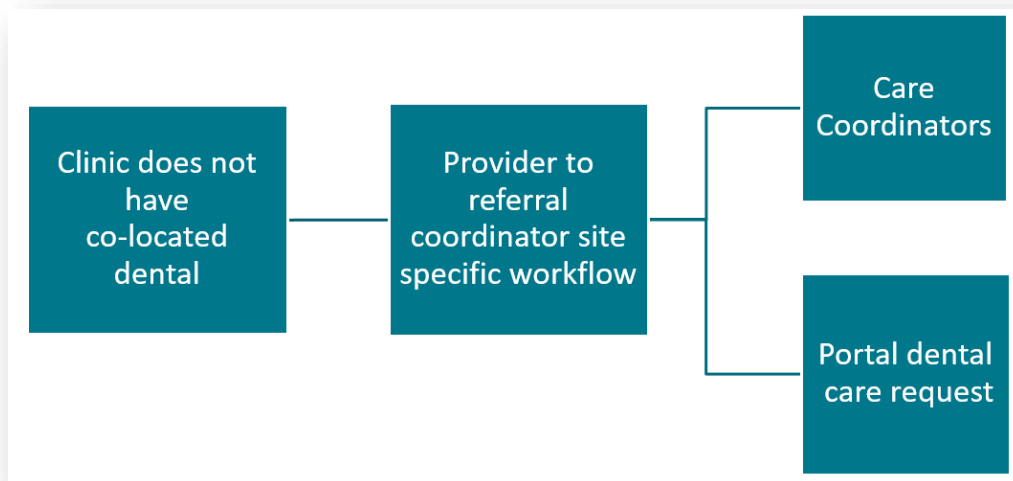 Clinic does not
have
co-located
dental
Provider to
referral
coordinator site
specific workflow
Care
Coordinators
Portal dental
care request